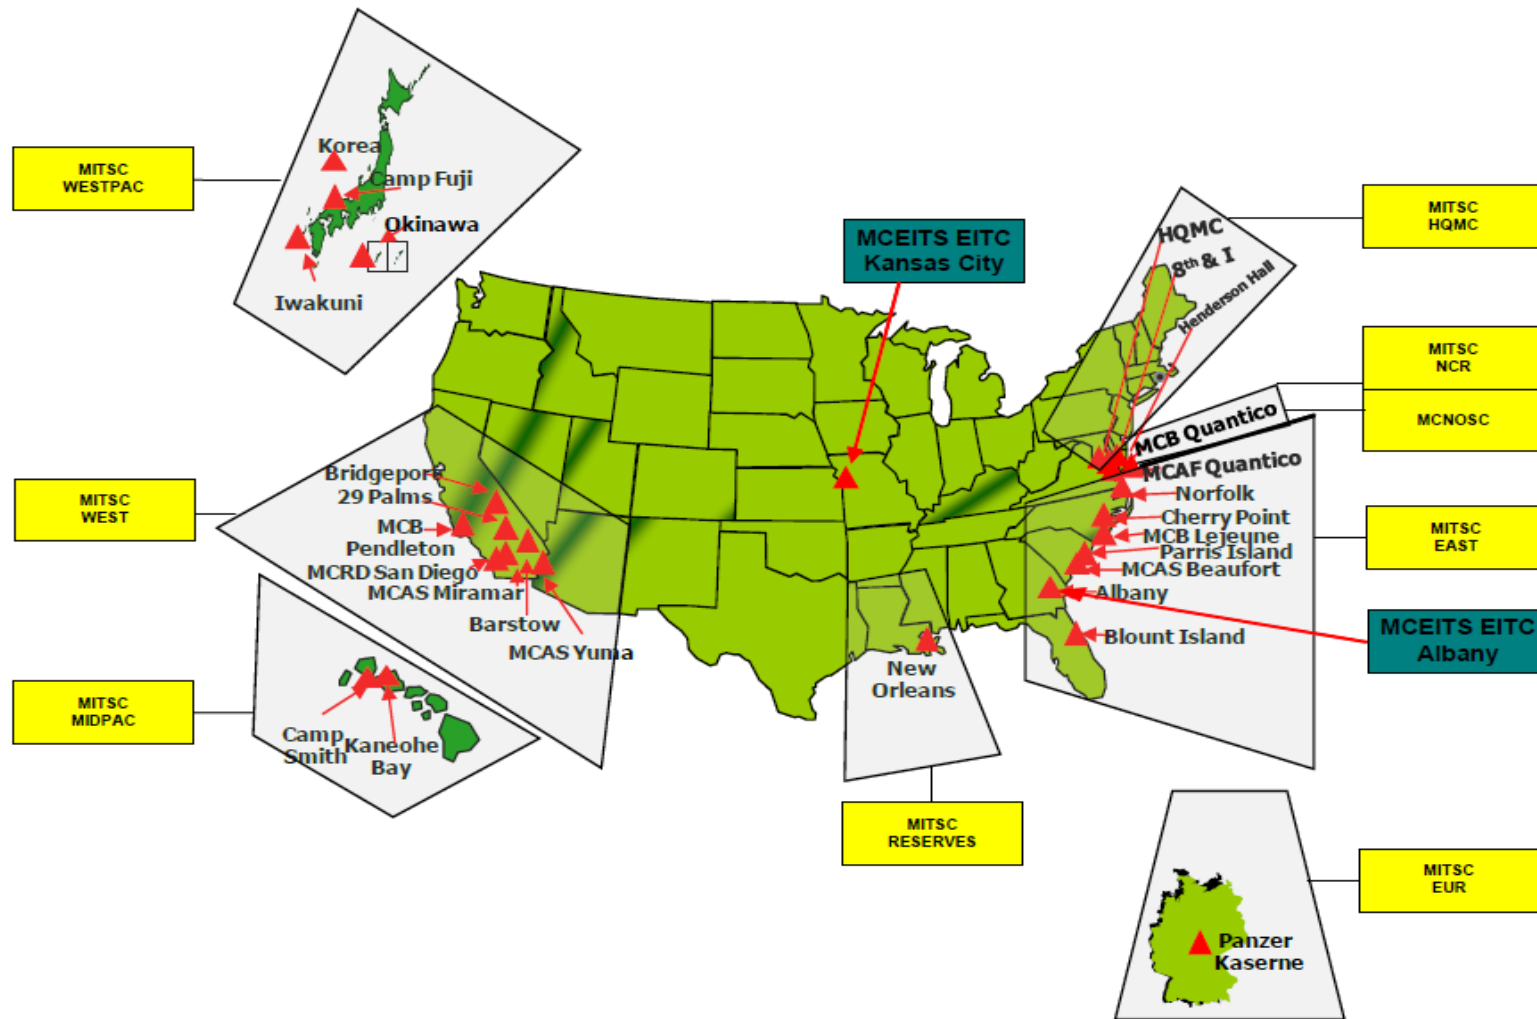 MITSC
WESTPAC
Korea
Camp Fuji
Okinawa
Iwakuni
MCEITS EITC
Kansas City
HQMC
8th & I
Henderson Hall
MITSC
HQMC
MITSC
NCR
MCNOSC
MCB Quantico
MCAF Quantico
Norfolk
Cherry Point
MCB Lejeune
Parris Island
MCAS Beaufort
Albany
Blount Island
MITSC
EAST
MCEITS EITC
Albany
MITSC
WEST
Bridgeport
29 Palms
MCB
Pendleton
MCRD San Diego
MCAS Miramar
Barstow
MCAS Yuma
MITSC
MIDPAC
Camp
Smith
Kaneohe
Bay
New
Orleans
MITSC
RESERVES
MITSC
EUR
Panzer
Kaserne